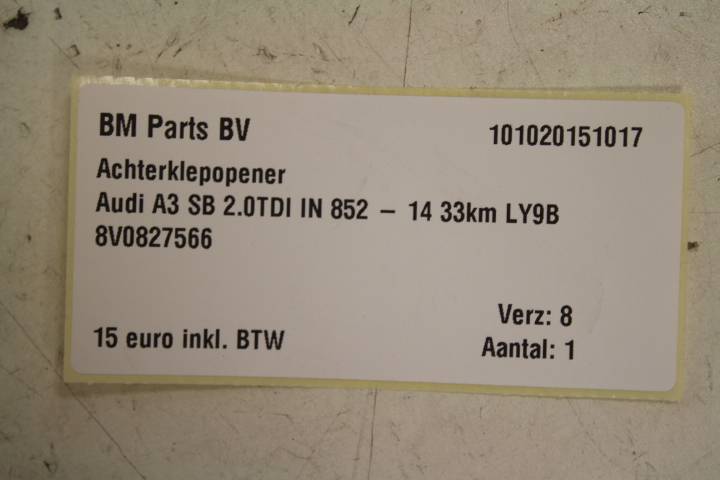 BM Parts BV 101020151017
Achterklepopener
Audi A3 SB 2.0TDI IN 852 – 14 33km LY9B
8V0827566
Verz: 8
15 euro inkl. BTW Aantal: 1